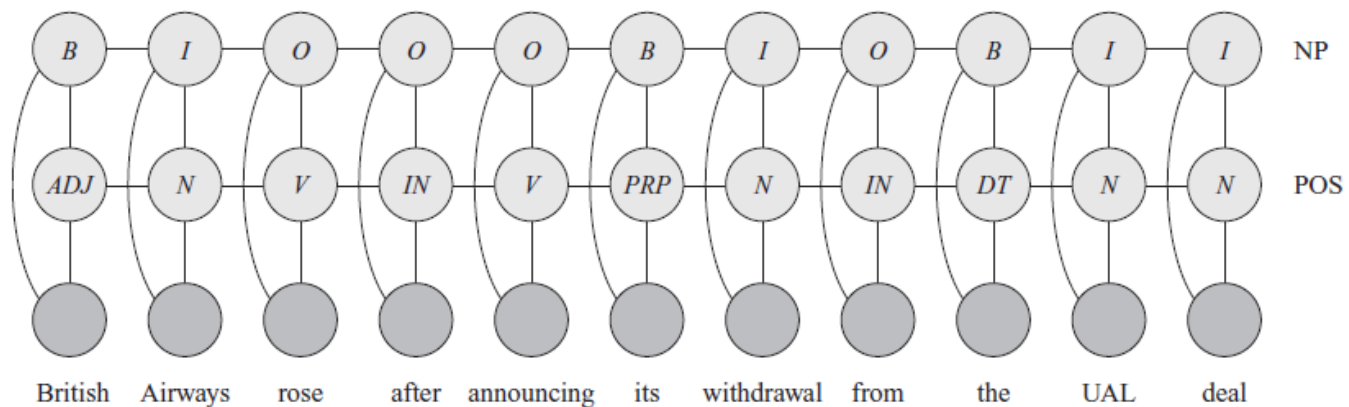 B I O O O B I O B I I NP
ADJ N V IN V PRP N IN DT N N POS
British Airways rose after announcing its withdrawal from the UAL deal